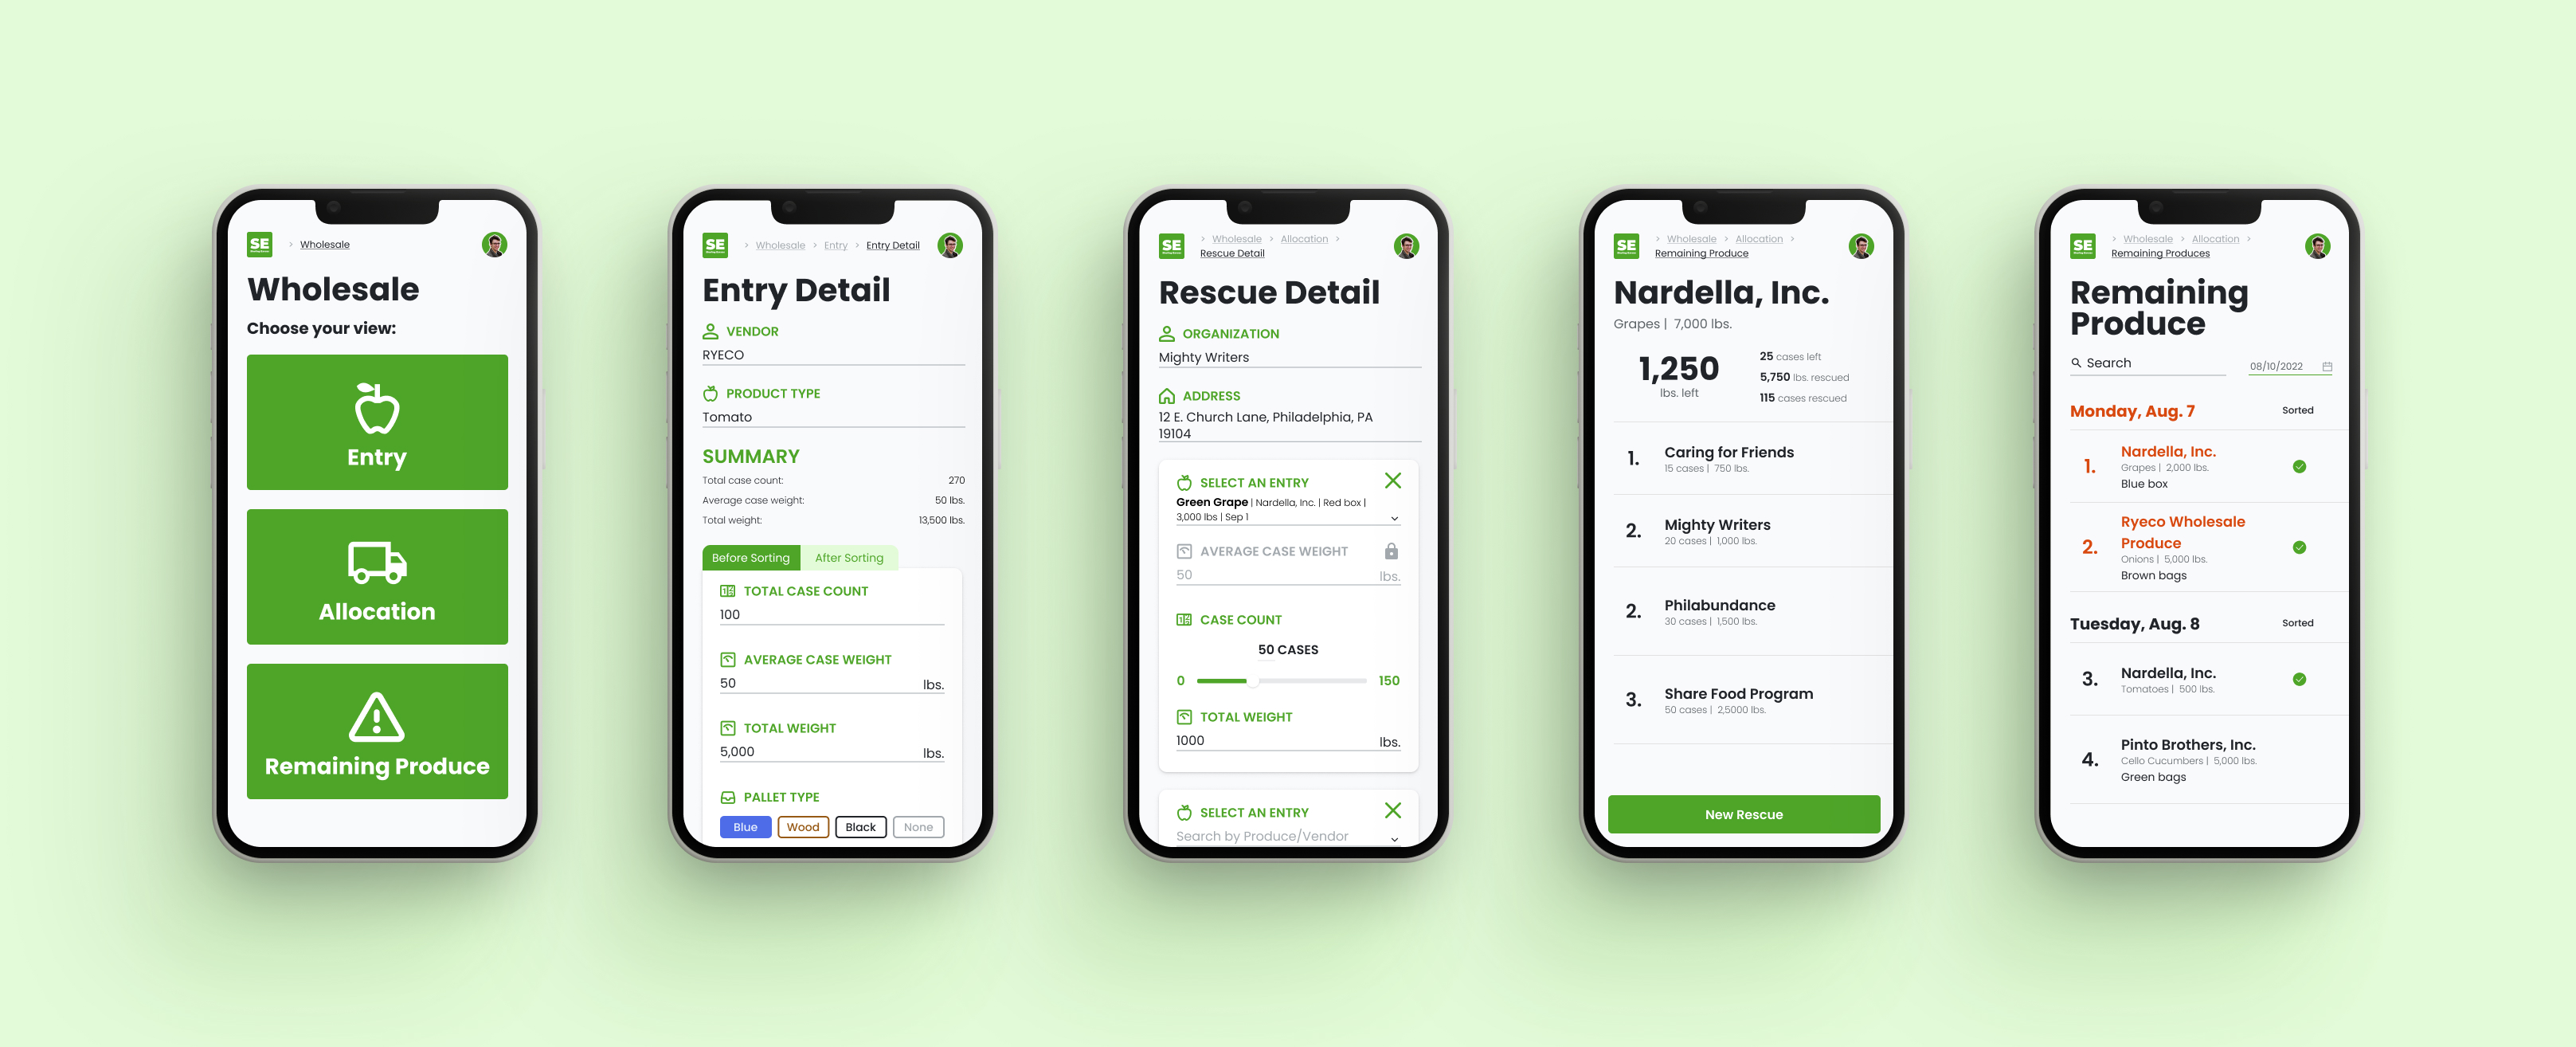 SE
> Wholesale
Wholesale
Choose your view:
Entry
Allocation
Remaining Produce
SE
> Wholesale > Entry > Entry Detail
Entry Detail
VENDOR
RYECO
PRODUCT TYPE
Tomato
SUMMARY
Total case count: 270
Average case weight: 50 lbs.
Total weight: 13,500 lbs.
Before Sorting After Sorting
TOTAL CASE COUNT
100
AVERAGE CASE WEIGHT
50 lbs.
TOTAL WEIGHT
5,000 lbs.
PALLET TYPE
Blue Wood Black None
SE
> Wholesale > Allocation >
Rescue Detail
Rescue Detail
ORGANIZATION
Mighty Writers
ADDRESS
12 E. Church Lane, Philadelphia, PA
19104
SELECT AN ENTRY
Green Grape | Nardella, Inc. | Red box |
3,000 lbs | Sep 1
AVERAGE CASE WEIGHT
50 lbs.
CASE COUNT
50 CASES
0 150
TOTAL WEIGHT
1000 lbs.
SELECT AN ENTRY
Search by Produce/Vendor
SE
> Wholesale > Allocation >
Remaining Produce
Nardella, Inc.
Grapes | 7,000 lbs.
1,250
lbs. left
25 cases left
5,750 lbs. rescued
115 cases rescued
1. Caring for Friends
15 cases | 750 lbs.
2. Mighty Writers
20 cases | 1,000 lbs.
2. Philabundance
30 cases | 1,500 lbs.
3. Share Food Program
50 cases | 2,5000 lbs.
New Rescue
SE
> Wholesale > Allocation >
Remaining Produces
Remaining
Produce
Search 08/10/2022
Monday, Aug. 7 Sorted
1. Nardella, Inc.
Grapes | 2,000 lbs.
Blue box
2. Ryeco Wholesale
Produce
Onions | 5,000 lbs.
Brown bags
Tuesday, Aug. 8 Sorted
3. Nardella, Inc.
Tomatoes | 500 lbs.
4. Pinto Brothers, Inc.
Cello Cucumbers | 5,000 lbs.
Green bags